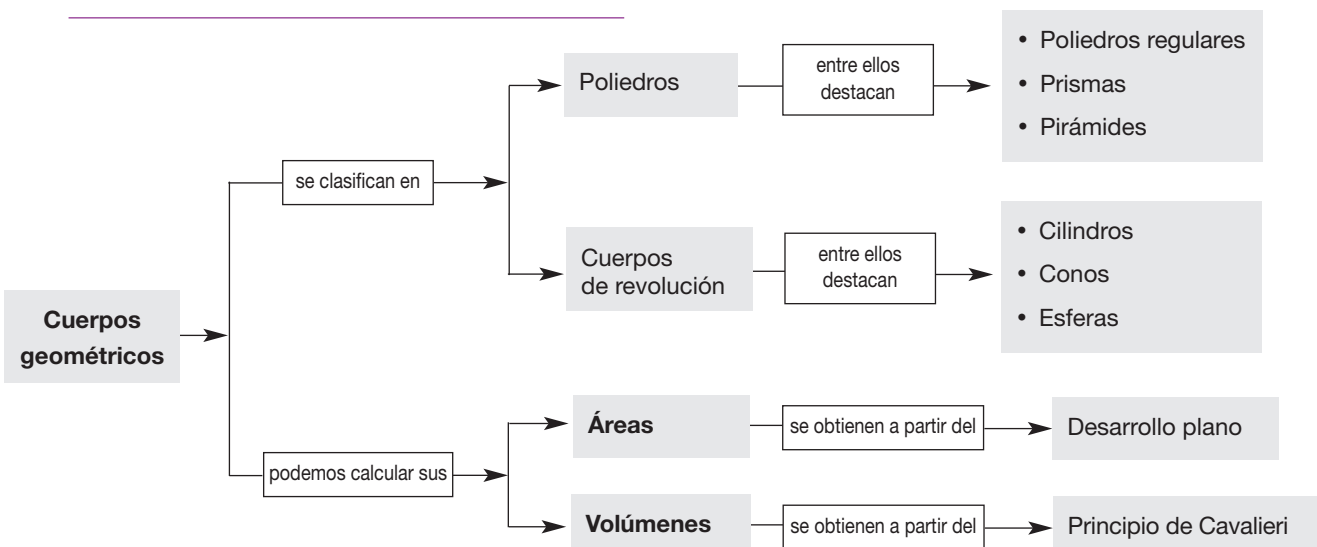 Cuerpos
geométricos
se clasifican en
Poliedros
entre ellos
destacan
• Poliedros regulares
• Prismas
• Pirámides
Cuerpos
de revolución
entre ellos
destacan
• Cilindros
• Conos
• Esferas
podemos calcular sus
Áreas
se obtienen a partir del
Desarrollo plano
Volúmenes
se obtienen a partir del
Principio de Cavalieri